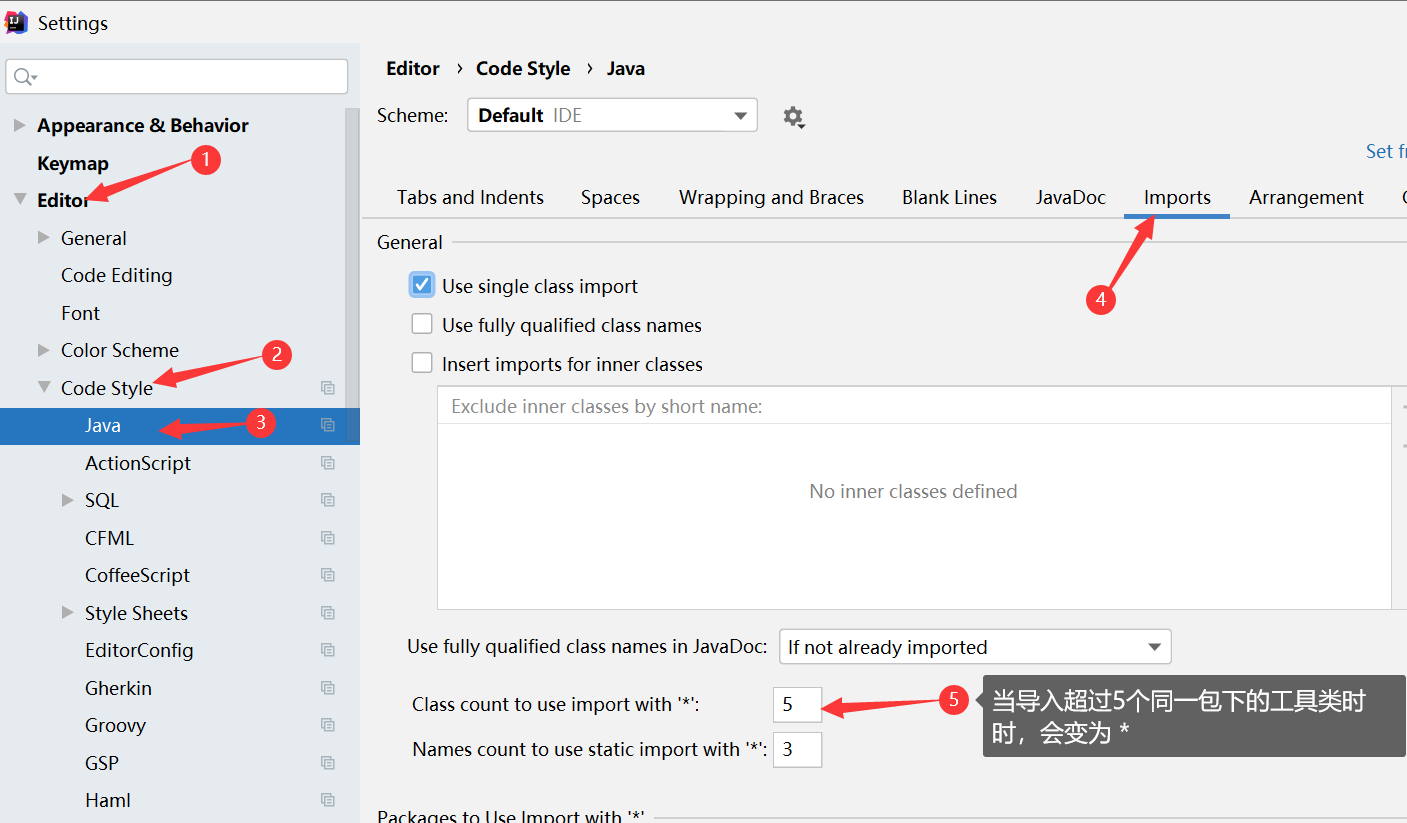 Settings
Appearance & Behavior
Keymap
1
Editor
General
Code Editing
Font
Color Scheme
2
Code Style
Java
3
ActionScript
SQL
CFML
CoffeeScript
Style Sheets
EditorConfig
Gherkin
Groovy
GSP
Haml
Editor › Code Style › Java
Scheme: Default IDE
Set
Tabs and Indents Spaces Wrapping and Braces Blank Lines JavaDoc Imports Arrangement
4
General
Use single class import
Use fully qualified class names
Insert imports for inner classes
Exclude inner classes by short name:
No inner classes defined
Use fully qualified class names in JavaDoc: If not already imported
Class count to use import with '*': 5
5
当导入超过5个同一包下的工具类时
时，会变为 *
Names count to use static import with '*': 3
Packages to Use Import with '*'